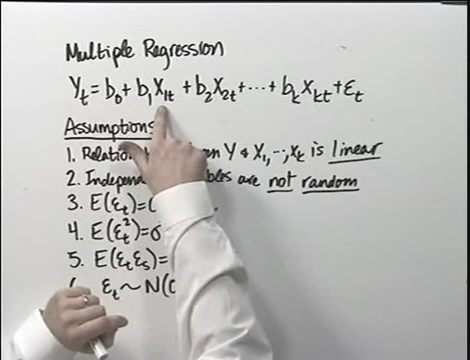 Multiple Regression
Yt = b0 + b1X1t + b2X2t + ... + bkXkt + εt
Assumptions
1. Relation Y & X1, ..., Xk is linear
2. Independ bles are not random
3. E(εt) = 
4. E(εt²) = σ
5. E(εtεs) =
εt ~ N(0